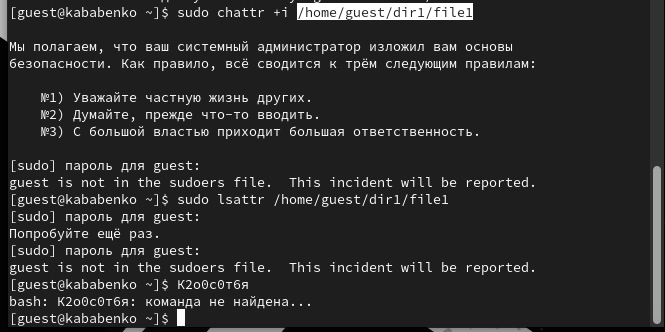 [guest@kababenko ~]$ sudo chattr +i /home/guest/dir1/file1
Мы полагаем, что ваш системный администратор изложил вам основы
безопасности. Как правило, всё сводится к трём следующим правилам:
№1) Уважайте частную жизнь других.
№2) Думайте, прежде что-то вводить.
№3) С большой властью приходит большая ответственность.
[sudo] пароль для guest:
guest is not in the sudoers file.  This incident will be reported.
[guest@kababenko ~]$ sudo lsattr /home/guest/dir1/file1
[sudo] пароль для guest:
Попробуйте ещё раз.
[sudo] пароль для guest:
guest is not in the sudoers file.  This incident will be reported.
[guest@kababenko ~]$ К2о0с0т6я
bash: К2о0с0т6я: команда не найдена...
[guest@kababenko ~]$